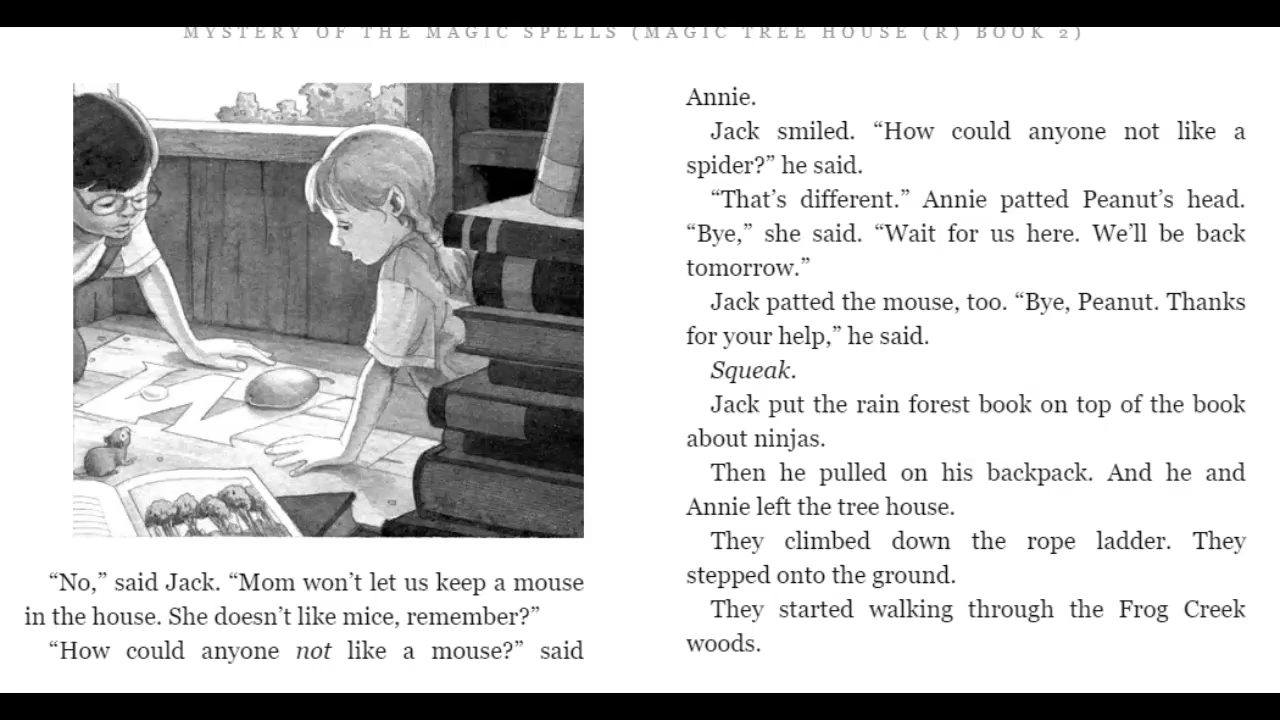 MYSTERY OF THE MAGIC SPELLS (MAGIC TREE HOUSE (R) BOOK 2)
“No,” said Jack. “Mom won’t let us keep a mouse
in the house. She doesn’t like mice, remember?”
“How could anyone not like a mouse?” said
Annie.
Jack smiled. “How could anyone not like a
spider?” he said.
“That’s different.” Annie patted Peanut’s head.
“Bye,” she said. “Wait for us here. We’ll be back
tomorrow.”
Jack patted the mouse, too. “Bye, Peanut. Thanks
for your help,” he said.
Squeak.
Jack put the rain forest book on top of the book
about ninjas.
Then he pulled on his backpack. And he and
Annie left the tree house.
They climbed down the rope ladder. They
stepped onto the ground.
They started walking through the Frog Creek
woods.